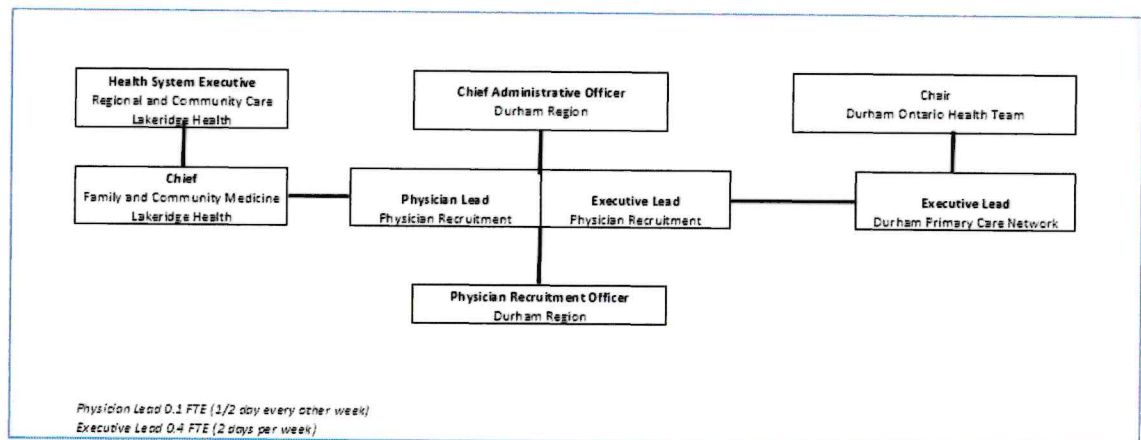 Health System Executive
Regional and Community Care
Lakeridge Health
Chief Administrative Officer
Durham Region
Chair
Durham Ontario Health Team
Chief
Family and Community Medicine
Lakeridge Health
Physician Lead
Physician Recruitment
Executive Lead
Physician Recruitment
Executive Lead
Durham Primary Care Network
Physician Recruitment Officer
Durham Region
Physician Lead 0.1 FTE (1/2 day every other week)
Executive Lead 0.4 FTE (2 days per week)